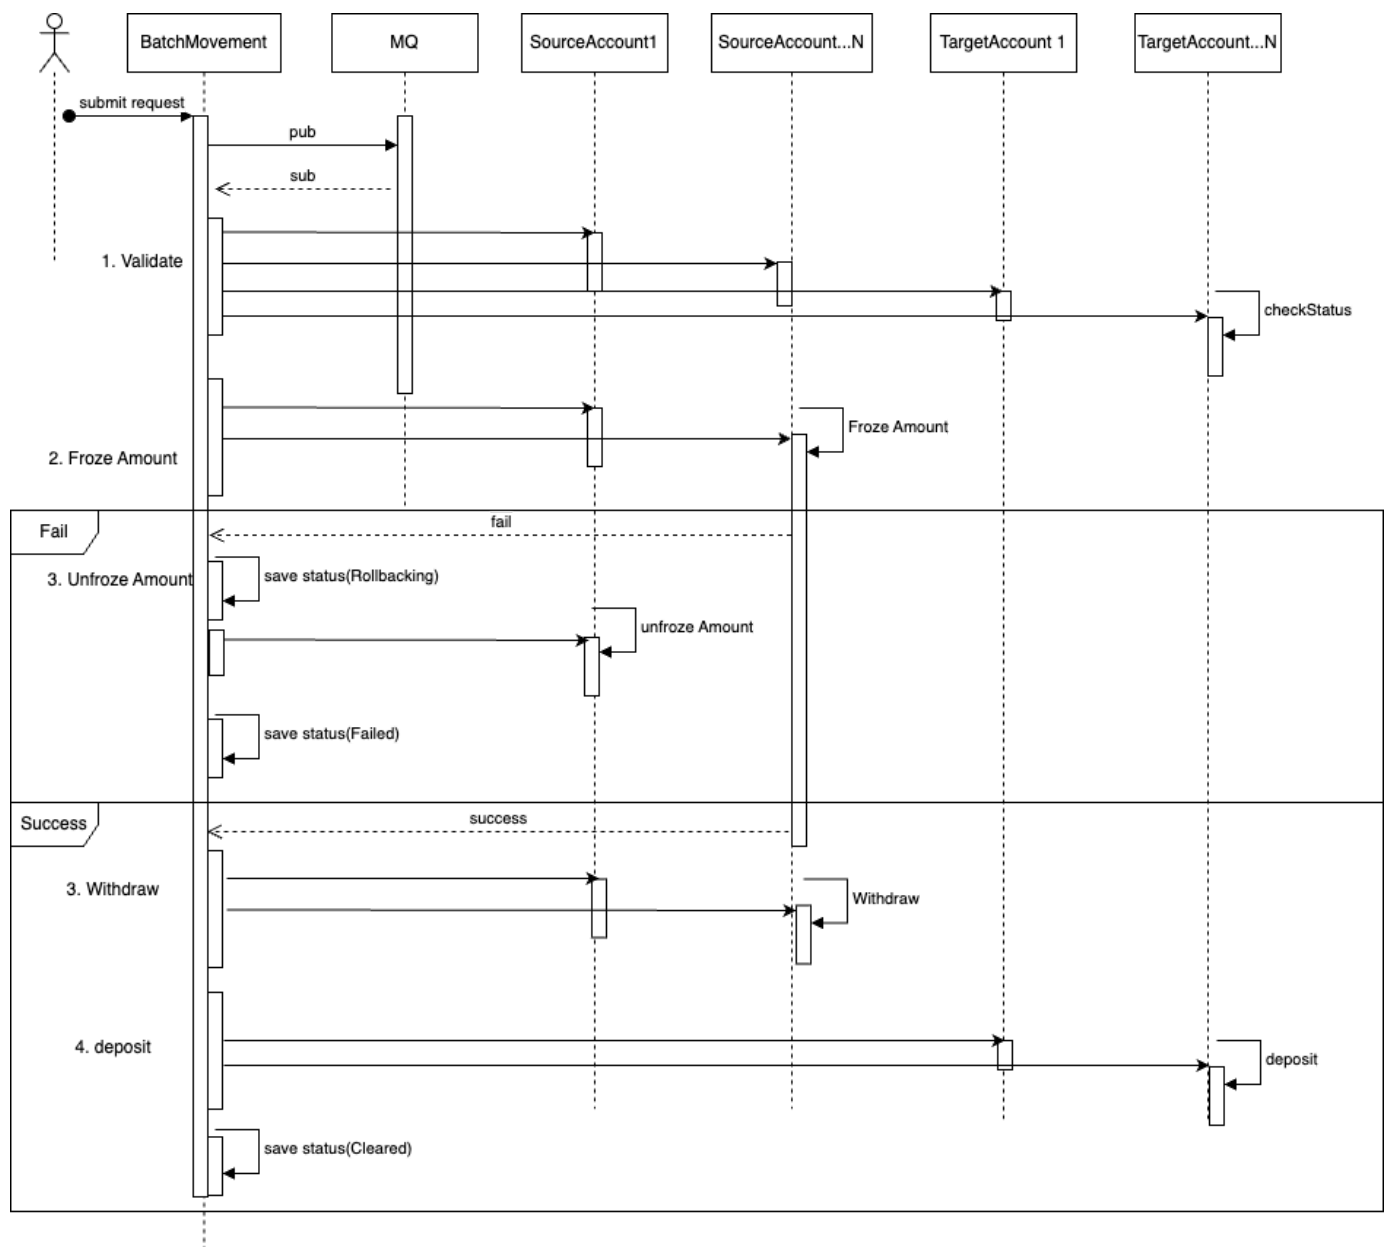 BatchMovement
MQ
SourceAccount1
SourceAccount...N
TargetAccount 1
TargetAccount...N
submit request
pub
sub
1. Validate
checkStatus
Froze Amount
2. Froze Amount
fail
Fail
3. Unfroze Amount
save status(Rollbacking)
unfroze Amount
save status(Failed)
success
Success
3. Withdraw
Withdraw
4. deposit
deposit
save status(Cleared)